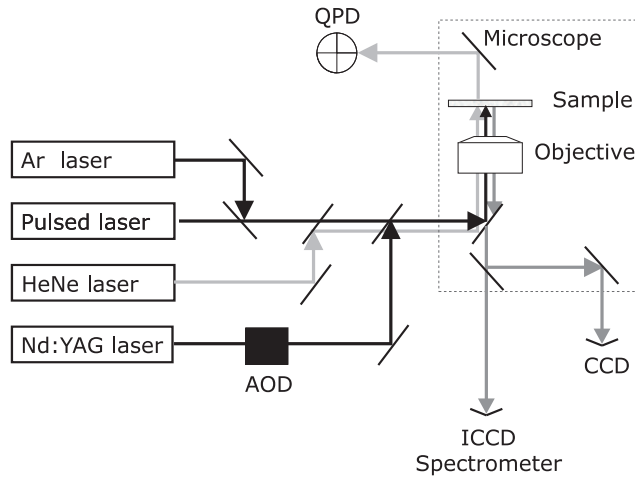 QPD
Microscope
Sample
Objective
Ar laser
Pulsed laser
HeNe laser
Nd:YAG laser
AOD
CCD
ICCD
Spectrometer